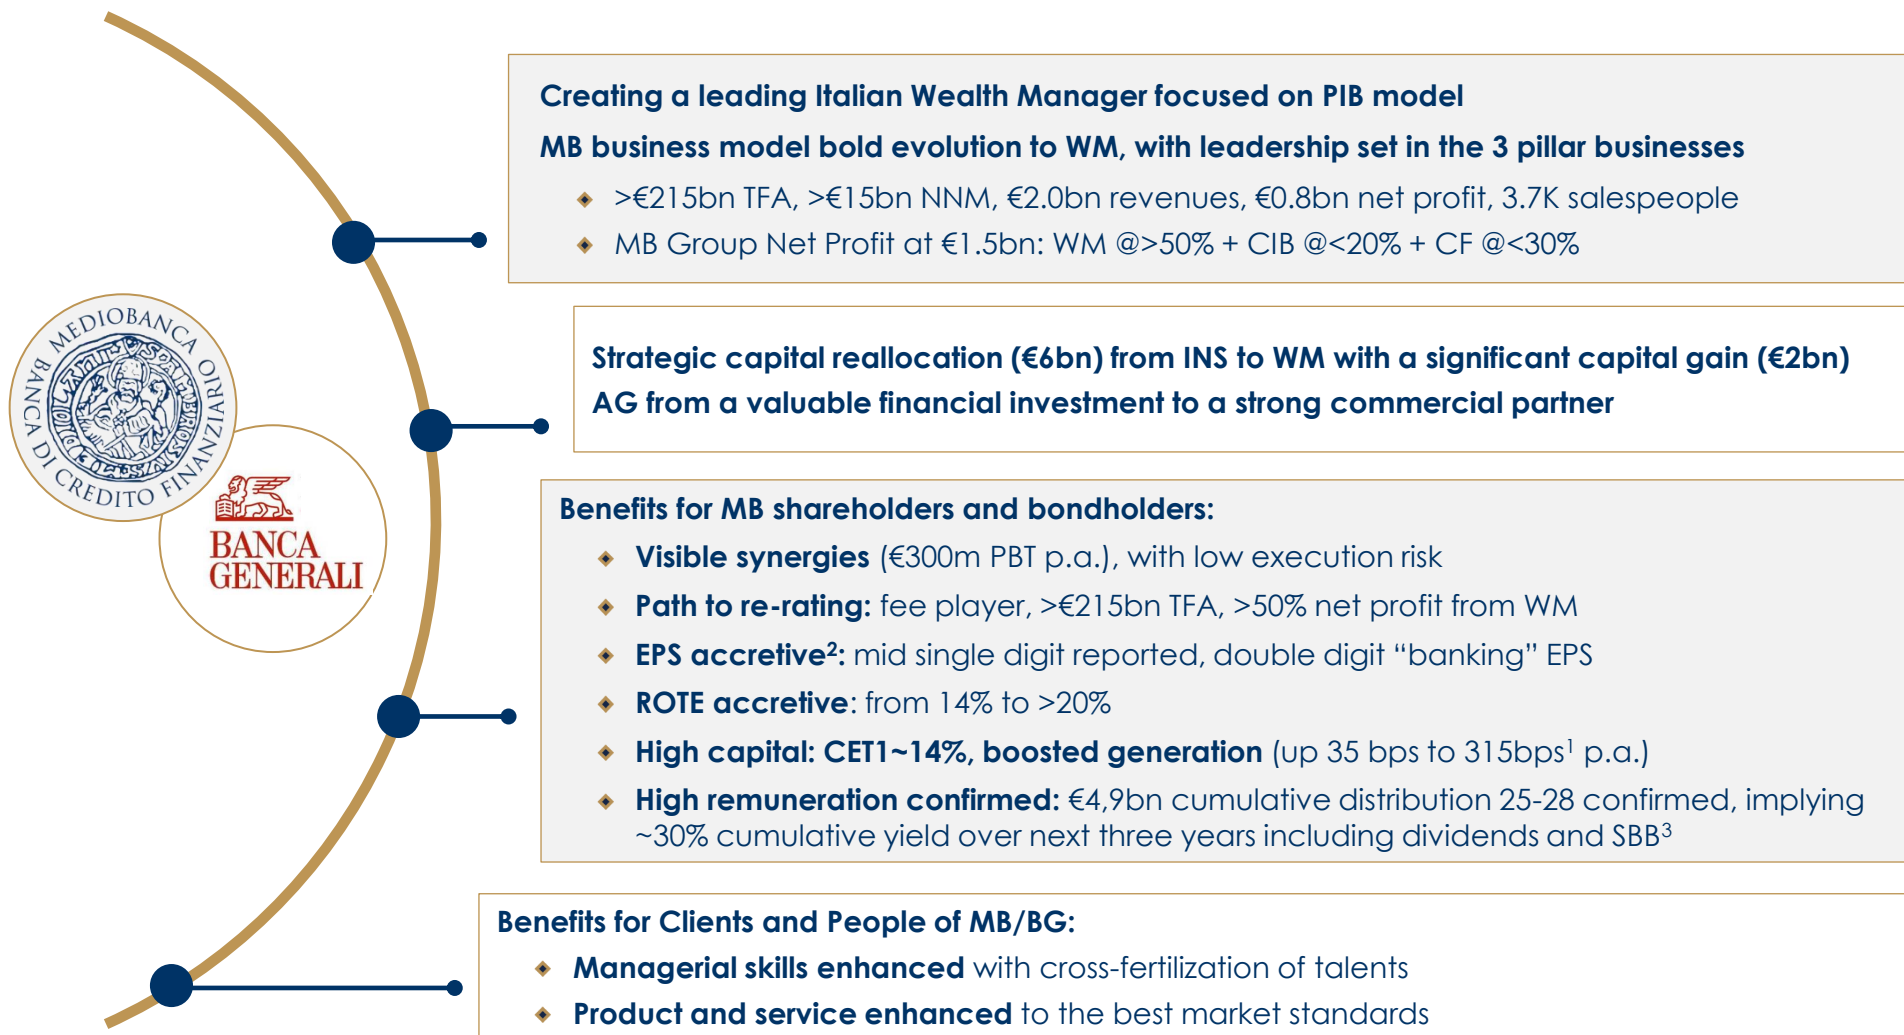 Creating a leading Italian Wealth Manager focused on PIB model
MB business model bold evolution to WM, with leadership set in the 3 pillar businesses
>€215bn TFA, >€15bn NNM, €2.0bn revenues, €0.8bn net profit, 3.7K salespeople
MB Group Net Profit at €1.5bn: WM @>50% + CIB @<20% + CF @<30%
BANCA DI CREDITO FINANZIARIO
MEDIOBANCA
BANCA
GENERALI
Strategic capital reallocation (€6bn) from INS to WM with a significant capital gain (€2bn)
AG from a valuable financial investment to a strong commercial partner
Benefits for MB shareholders and bondholders:
Visible synergies (€300m PBT p.a.), with low execution risk
Path to re-rating: fee player, >€215bn TFA, >50% net profit from WM
EPS accretive²: mid single digit reported, double digit “banking” EPS
ROTE accretive: from 14% to >20%
High capital: CET1~14%, boosted generation (up 35 bps to 315bps¹ p.a.)
High remuneration confirmed: €4,9bn cumulative distribution 25-28 confirmed, implying
~30% cumulative yield over next three years including dividends and SBB³
Benefits for Clients and People of MB/BG:
Managerial skills enhanced with cross-fertilization of talents
Product and service enhanced to the best market standards